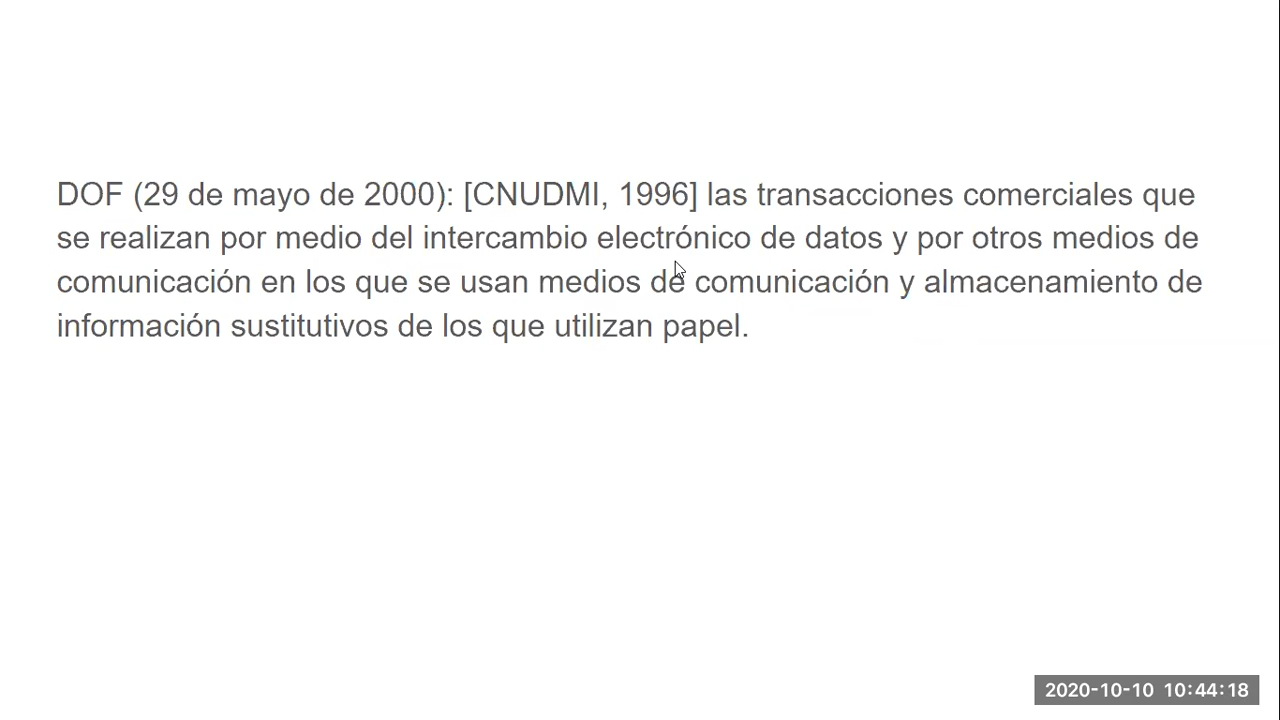 DOF (29 de mayo de 2000): [CNUDMI, 1996] las transacciones comerciales que
se realizan por medio del intercambio electrónico de datos y por otros medios de
comunicación en los que se usan medios de comunicación y almacenamiento de
información sustitutivos de los que utilizan papel.
2020-10-10 10:44:18